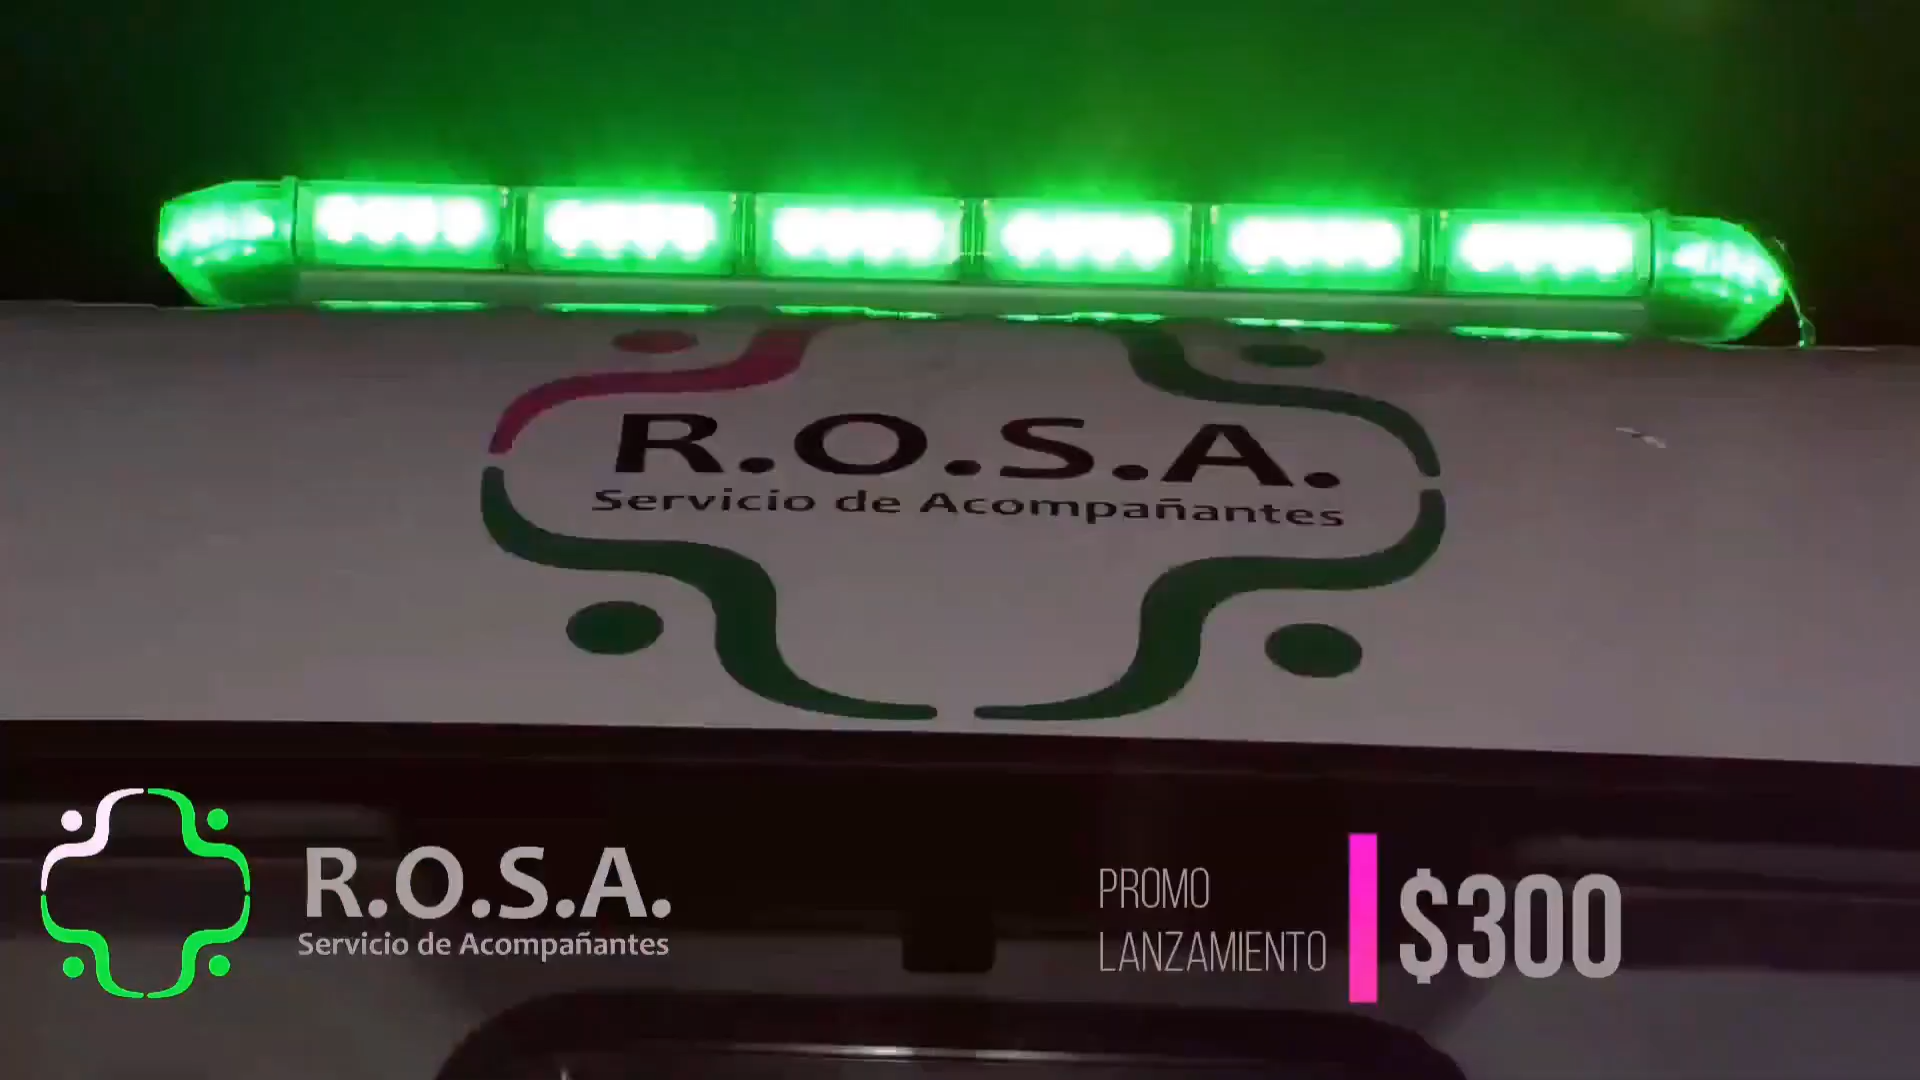 R.O.S.A.
Servicio de Acompañantes
R.O.S.A.
Servicio de Acompañantes
PROMO
LANZAMIENTO
$300